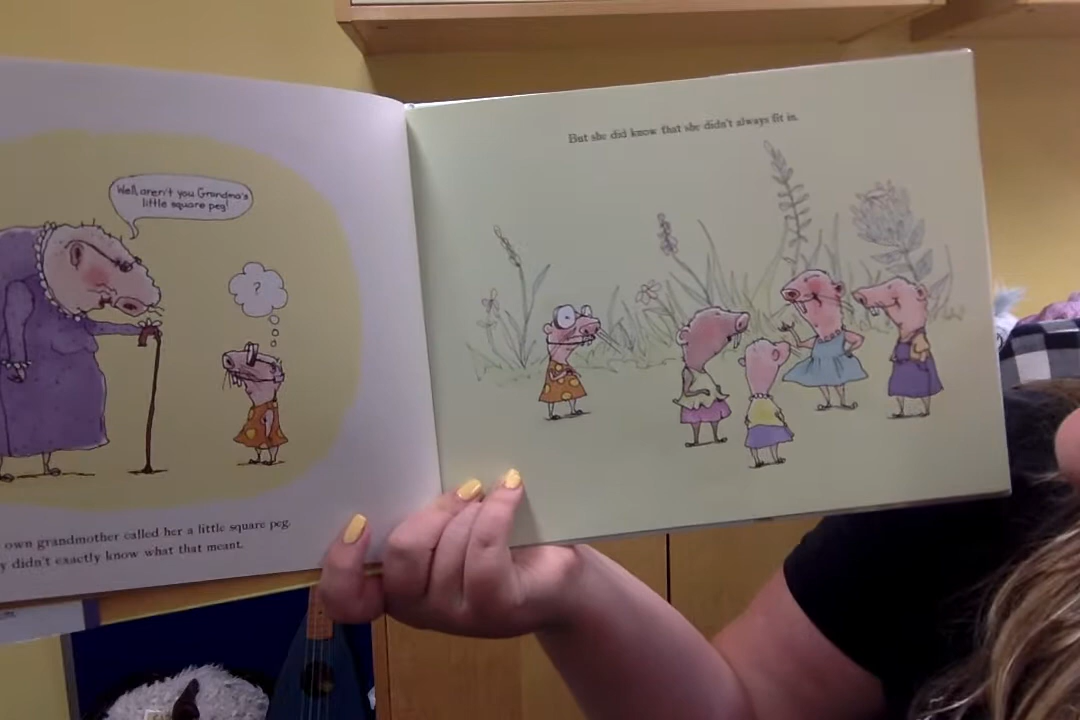 Well, aren't you Grandma's
little square peg!
?
own grandmother called her a little square peg.
didn't exactly know what that meant.
But she did know that she didn't always fit in.